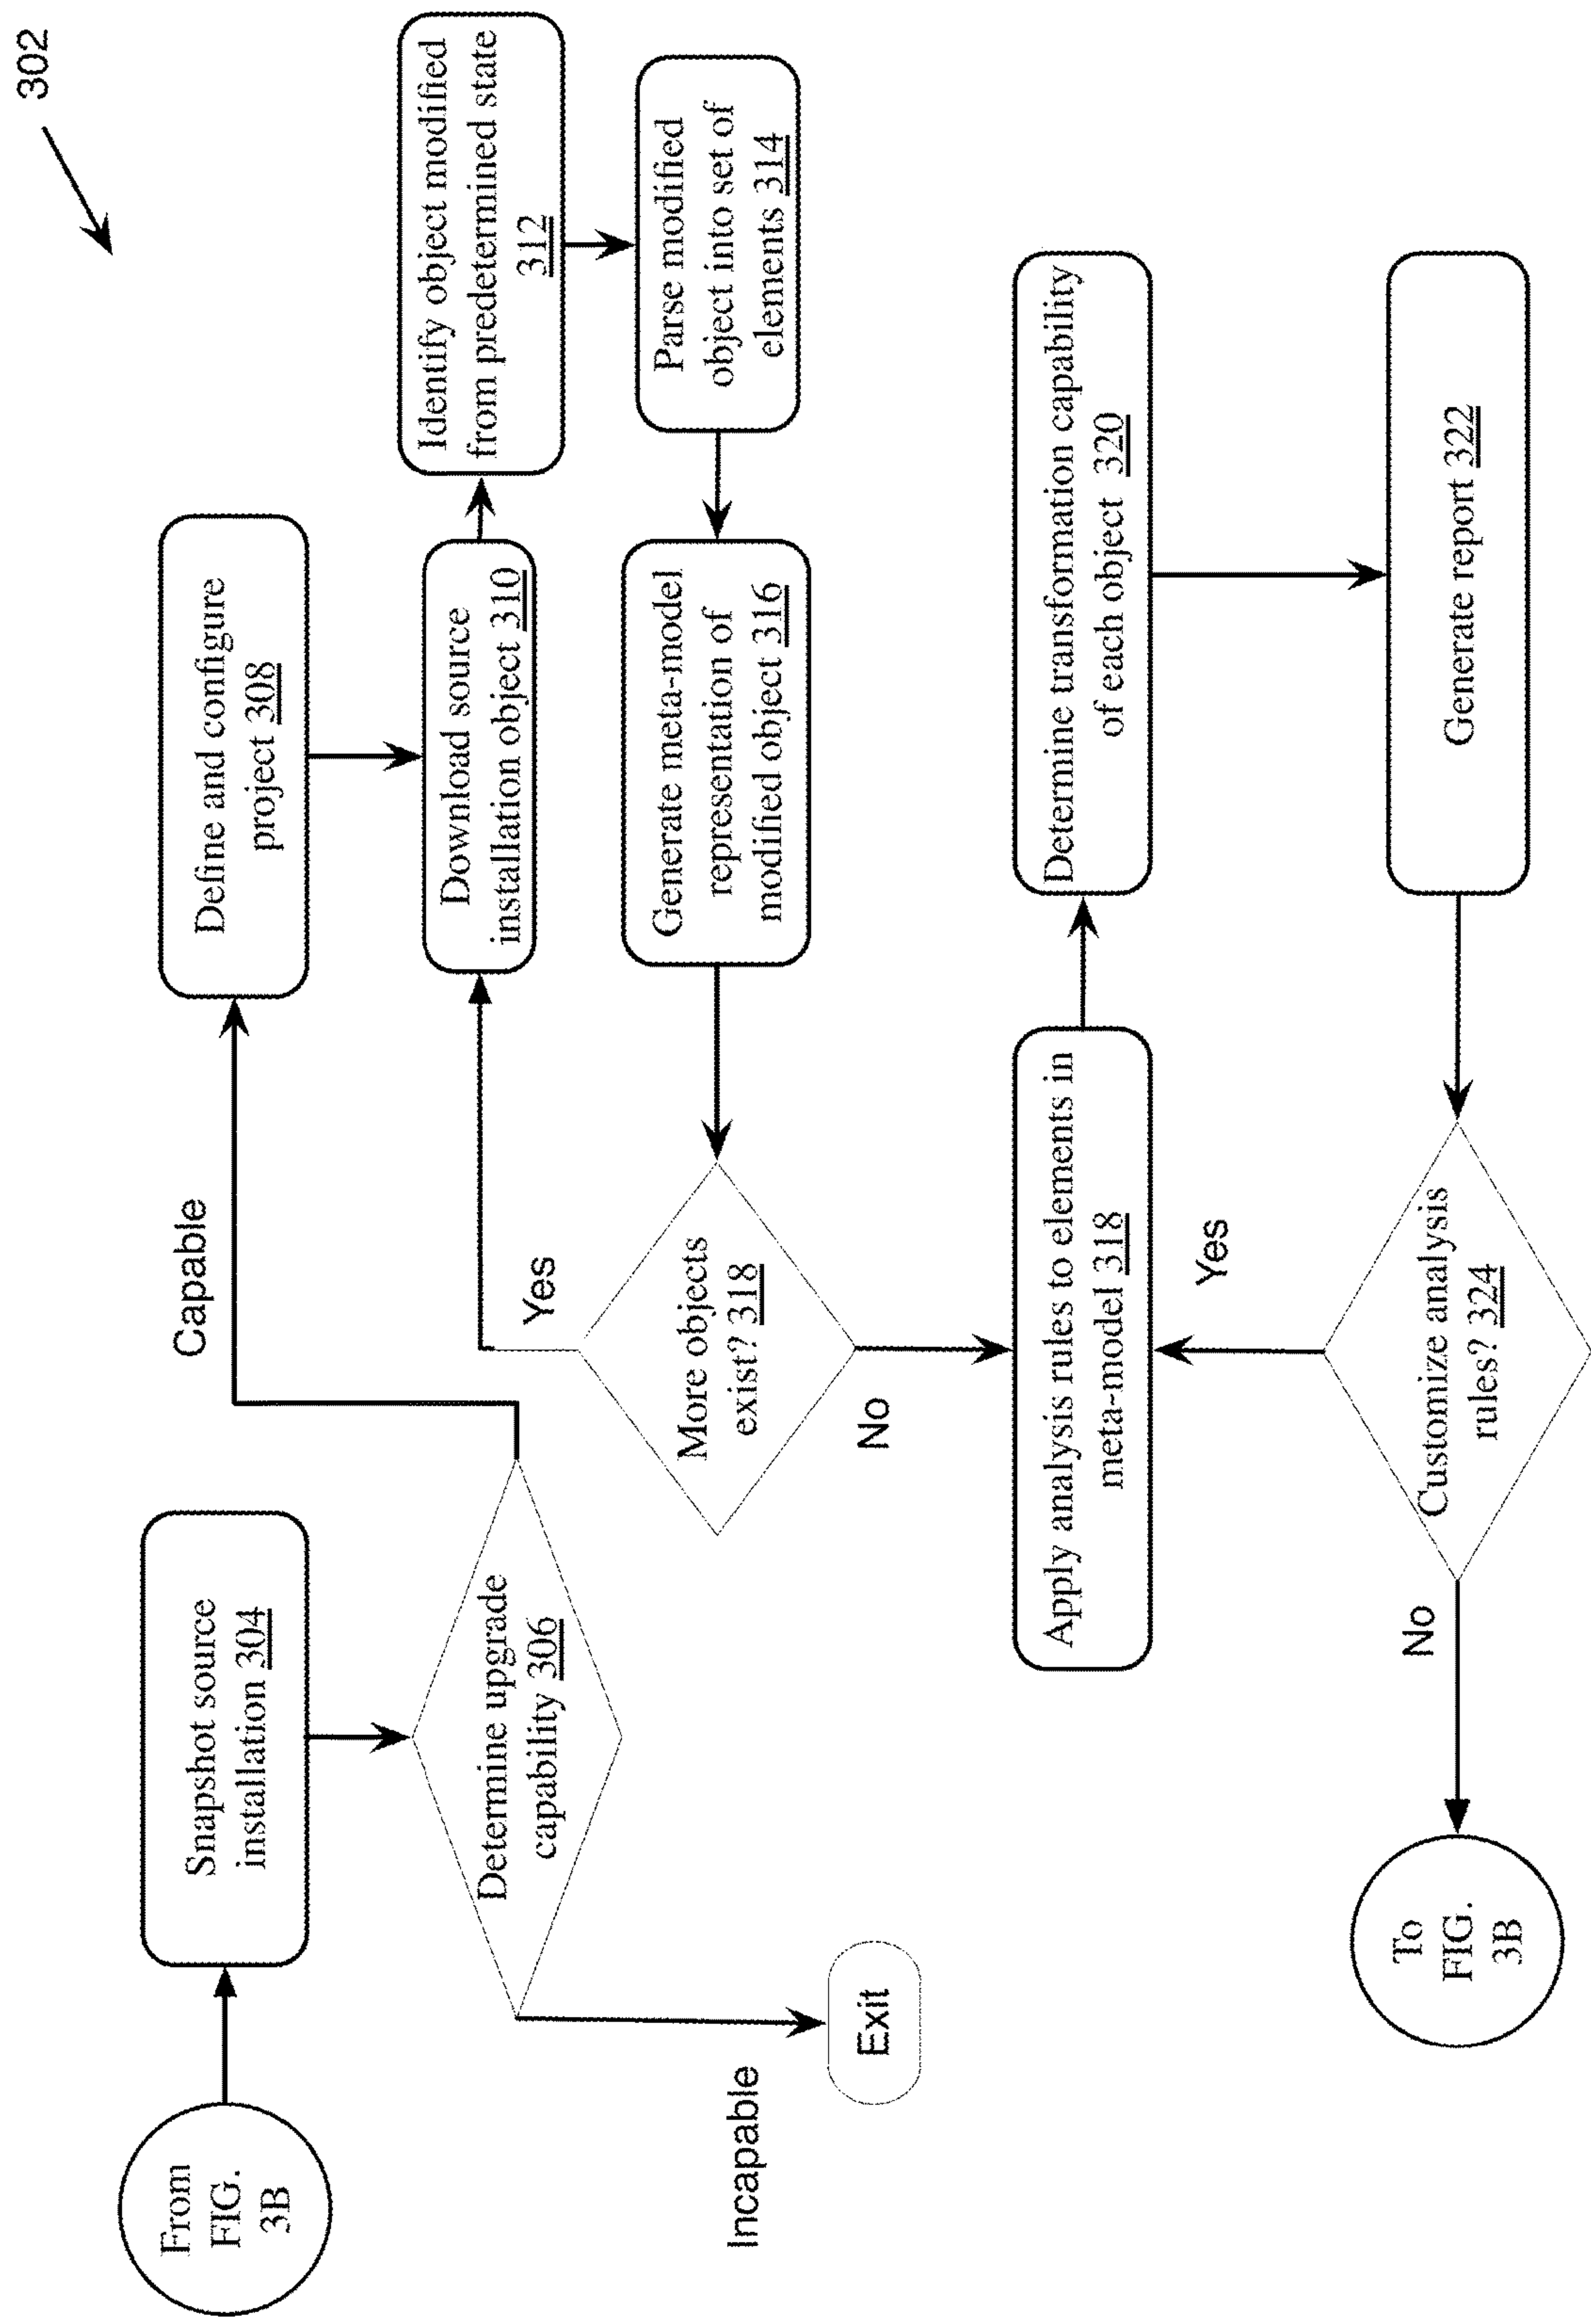 302
From
FIG.
3B
Snapshot source
installation 304
Determine upgrade
capability 306
Incapable
Exit
Capable
Define and configure
project 308
Download source
installation object 310
Identify object modified
from predetermined state
312
Parse modified
object into set of
elements 314
Generate meta-model
representation of
modified object 316
More objects
exist? 318
Yes
No
Apply analysis rules to elements in
meta-model 318
Determine transformation capability
of each object 320
Generate report 322
Customize analysis
rules? 324
Yes
No
To
FIG.
3B